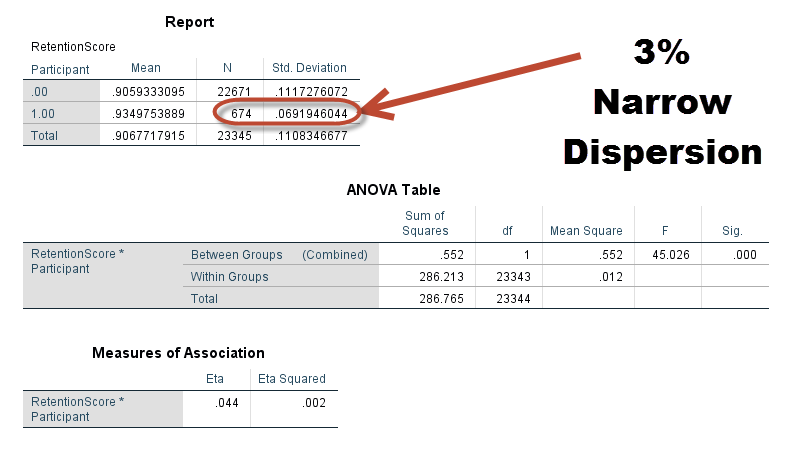 Report
RetentionScore
Participant Mean N Std. Deviation
.00 .9059333095 22671 .1117276072
1.00 .9349753889 674 .0691946044
Total .9067717915 23345 .1108346677
3%
Narrow
Dispersion
ANOVA Table
Sum of
Squares df Mean Square F Sig.
RetentionScore * Between Groups (Combined) .552 1 .552 45.026 .000
Participant
Within Groups 286.213 23343 .012
Total 286.765 23344
Measures of Association
Eta Eta Squared
RetentionScore * .044 .002
Participant